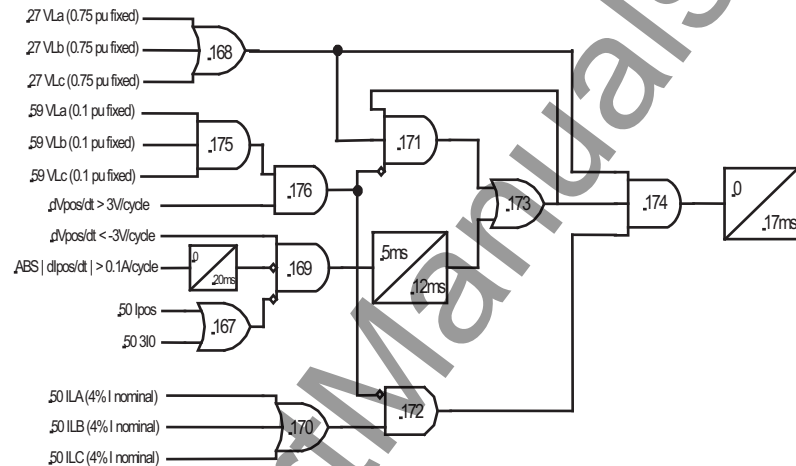 .27 VLa (0.75 pu fixed)
.27 VLb (0.75 pu fixed)
.27 VLc (0.75 pu fixed)
.168
.59 VLa (0.1 pu fixed)
.59 VLb (0.1 pu fixed)
.59 VLc (0.1 pu fixed)
.175
.171
.176
.dVpos/dt > 3V/cycle
.173
.174
.0
.17ms
.dVpos/dt < -3V/cycle
.ABS | dIpos/dt | > 0.1A/cycle
.0
.20ms
.169
.5ms
.12ms
.50 Ipos
.50 3I0
.167
.50 ILA (4% I nominal)
.50 ILB (4% I nominal)
.50 ILC (4% I nominal)
.170
.172
rtManuals